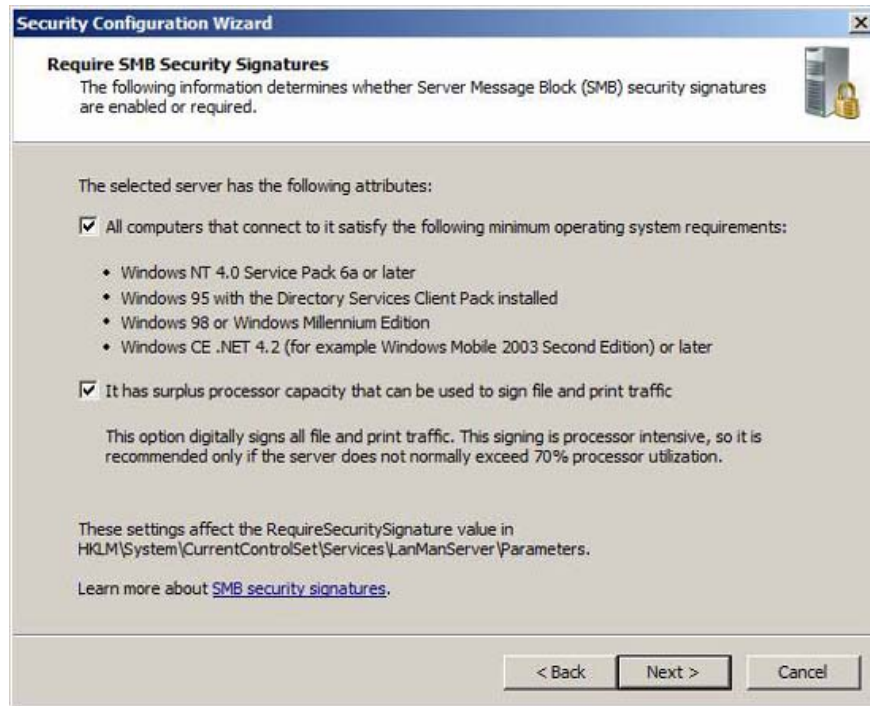 Security Configuration Wizard
Require SMB Security Signatures
The following information determines whether Server Message Block (SMB) security signatures
are enabled or required.
The selected server has the following attributes:
All computers that connect to it satisfy the following minimum operating system requirements:
• Windows NT 4.0 Service Pack 6a or later
• Windows 95 with the Directory Services Client Pack installed
• Windows 98 or Windows Millennium Edition
• Windows CE .NET 4.2 (for example Windows Mobile 2003 Second Edition) or later
It has surplus processor capacity that can be used to sign file and print traffic
This option digitally signs all file and print traffic. This signing is processor intensive, so it is
recommended only if the server does not normally exceed 70% processor utilization.
These settings affect the RequireSecuritySignature value in
HKLM\System\CurrentControlSet\Services\LanManServer\Parameters.
Learn more about SMB security signatures.
< Back Next > Cancel